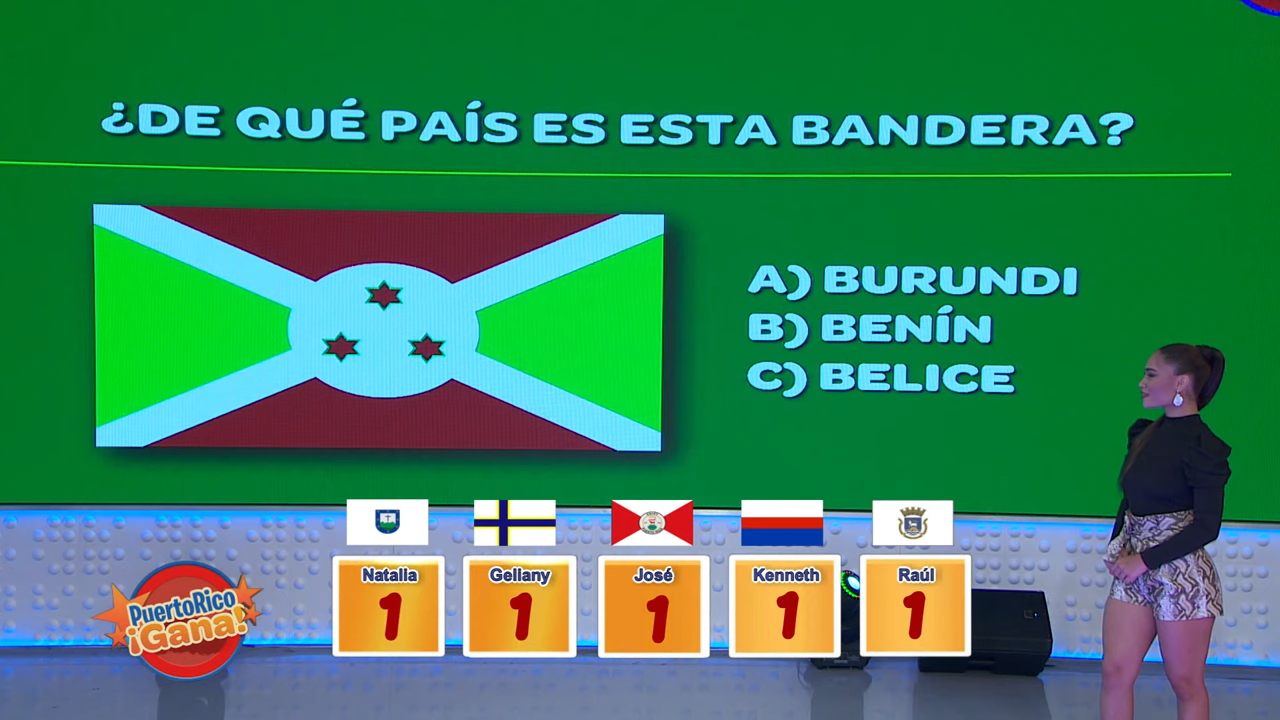 ¿DE QUÉ PAÍS ES ESTA BANDERA?
A) BURUNDI
B) BENÍN
C) BELICE
Natalia
1
Gellany
1
José
1
Kenneth
1
Raúl
1
PuertoRico
¡Gana!